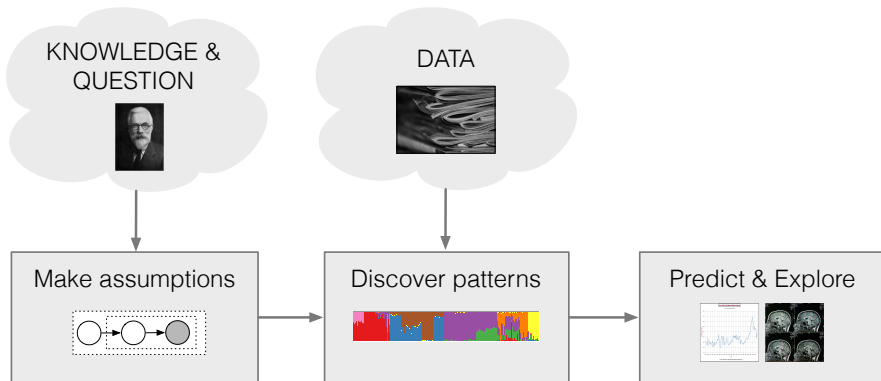 KNOWLEDGE &
QUESTION
DATA
Make assumptions
Discover patterns
Predict & Explore